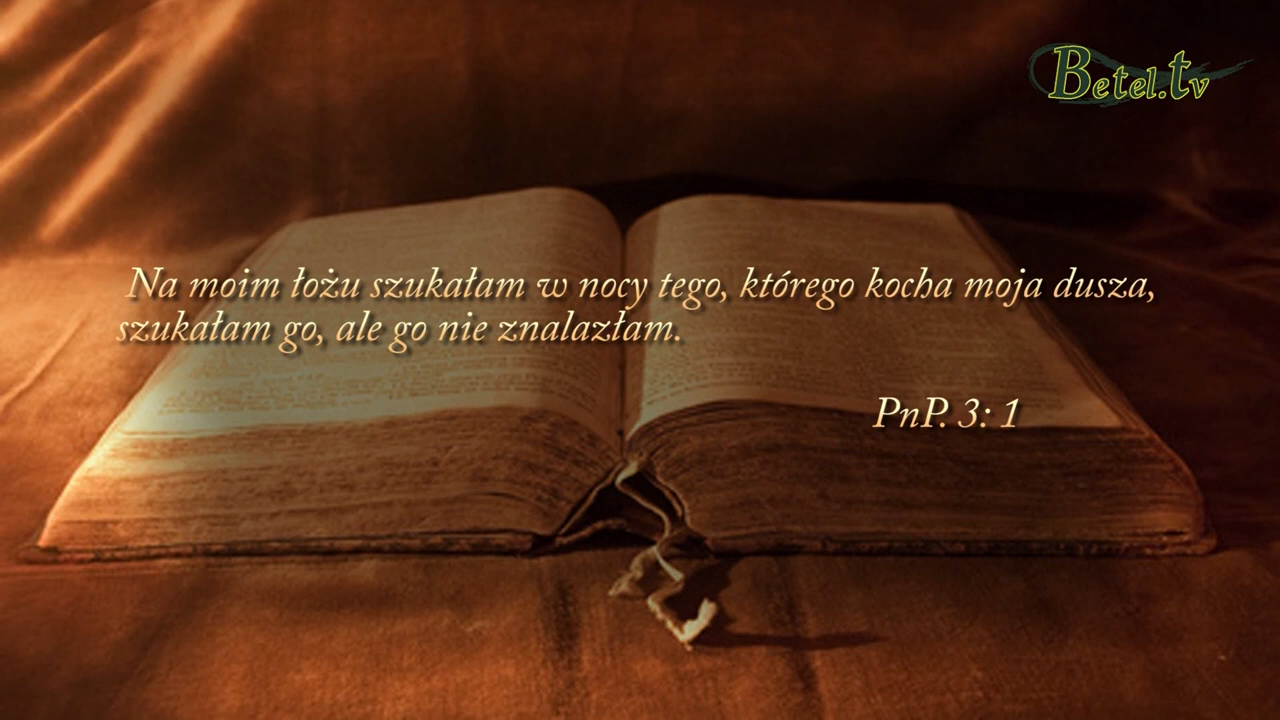 Betel.tv
Na moim łożu szukałam w nocy tego, którego kocha moja dusza,
szukałam go, ale go nie znalazłam.
PnP. 3: 1